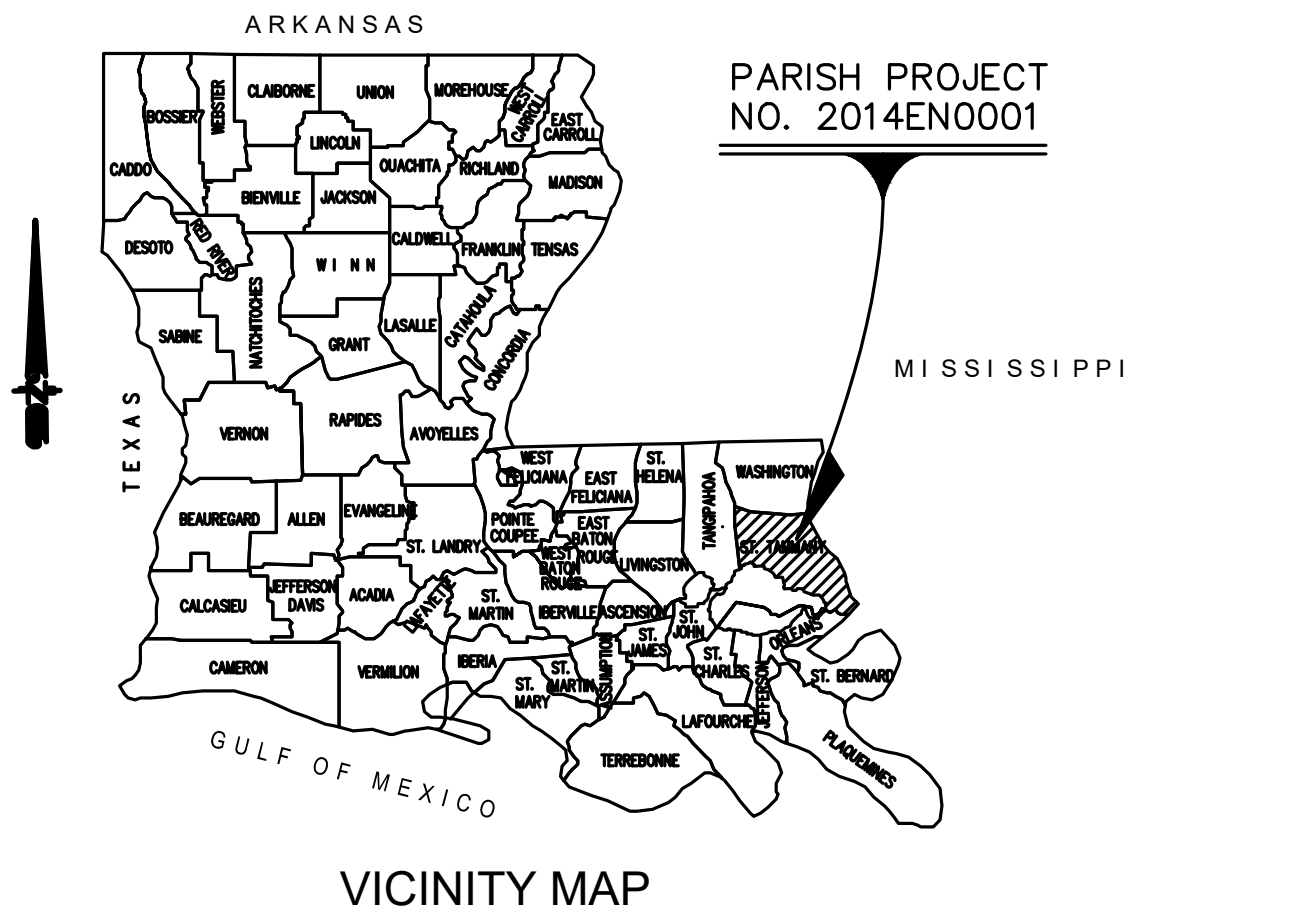 ARKANSAS
PARISH PROJECT
NO. 2014EN0001
CLAIBORNE
UNION
MOREHOUSE
WEST
CARROLL
WEBSTER
BOSSIER
EAST
CARROLL
LINCOLN
CADDO
OUACHITA
RICHLAND
MADISON
BIENVILLE
JACKSON
DESOTO
RED RIVER
CALDWELL
FRANKLIN
TENSAS
WINN
NATCHITOCHES
CATAHOULA
SABINE
GRANT
LASALLE
CONCORDIA
MISSISSIPPI
TEXAS
VERNON
RAPIDES
AVOYELLES
WEST
FELICIANA
EAST
FELICIANA
ST.
HELENA
TANGIPAHOA
WASHINGTON
BEAUREGARD
ALLEN
EVANGELINE
POINTE
COUPEE
EAST
BATON
ROUGE
ST. LANDRY
WEST
BATON
ROUGE
LIVINGSTON
ST. TAMMANY
CALCASIEU
JEFFERSON
DAVIS
ACADIA
LAFAYETTE
ST.
MARTIN
IBERVILLE
ASCENSION
ST.
JOHN
ORLEANS
ST.
JAMES
CAMERON
VERMILION
IBERIA
ST.
MARTIN
ST.
MARY
ASSUMPTION
ST.
CHARLES
JEFFERSON
ST. BERNARD
LAFOURCHE
TERREBONNE
PLAQUEMINES
GULF OF MEXICO
VICINITY MAP